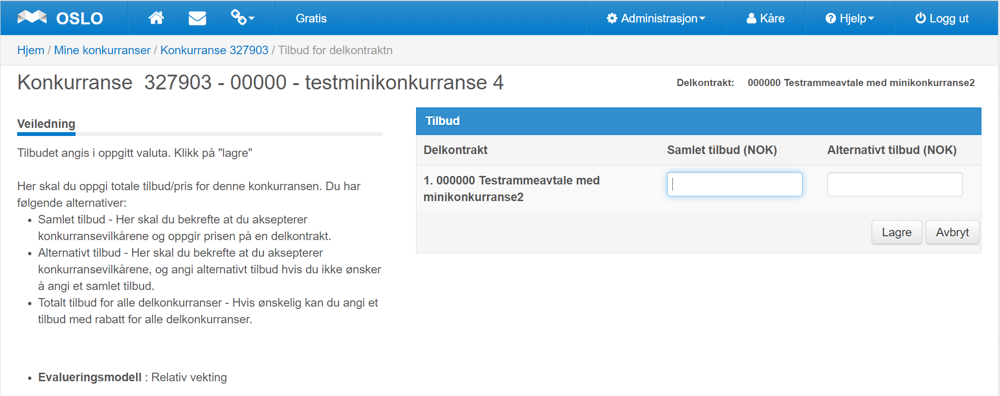 OSLO Gratis Administrasjon Kåre Hjelp Logg ut
Hjem / Mine konkurranser / Konkurranse 327903 / Tilbud for delkontraktn
Konkurranse 327903 - 00000 - testminikonkurranse 4
Delkontrakt: 000000 Testrammeavtale med minikonkurranse2
Veiledning
Tilbudet angis i oppgitt valuta. Klikk på "lagre"
Her skal du oppgi totale tilbud/pris for denne konkurransen. Du har
følgende alternativer:
• Samlet tilbud - Her skal du bekrefte at du aksepterer
konkurransevilkårene og oppgir prisen på en delkontrakt.
• Alternativt tilbud - Her skal du bekrefte at du aksepterer
konkurransevilkårene, og angi alternativt tilbud hvis du ikke ønsker
å angi et samlet tilbud.
• Totalt tilbud for alle delkonkurranser - Hvis ønskelig kan du angi et
tilbud med rabatt for alle delkonkurranser.
• Evalueringsmodell : Relativ vekting
Tilbud
Delkontrakt Samlet tilbud (NOK) Alternativt tilbud (NOK)
1. 000000 Testrammeavtale med
minikonkurranse2
Lagre Avbryt